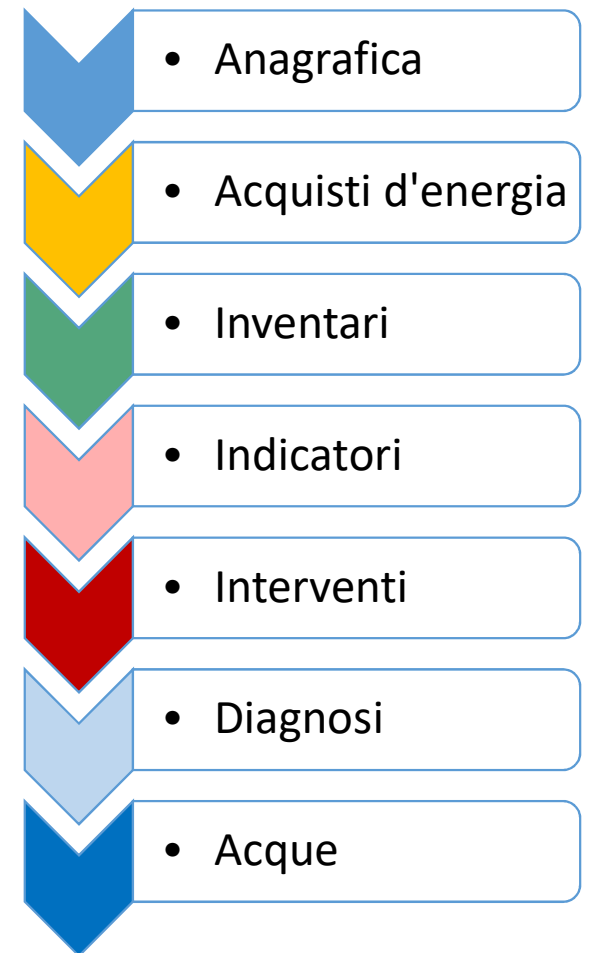 • Anagrafica
• Acquisti d'energia
• Inventari
• Indicatori
• Interventi
• Diagnosi
• Acque